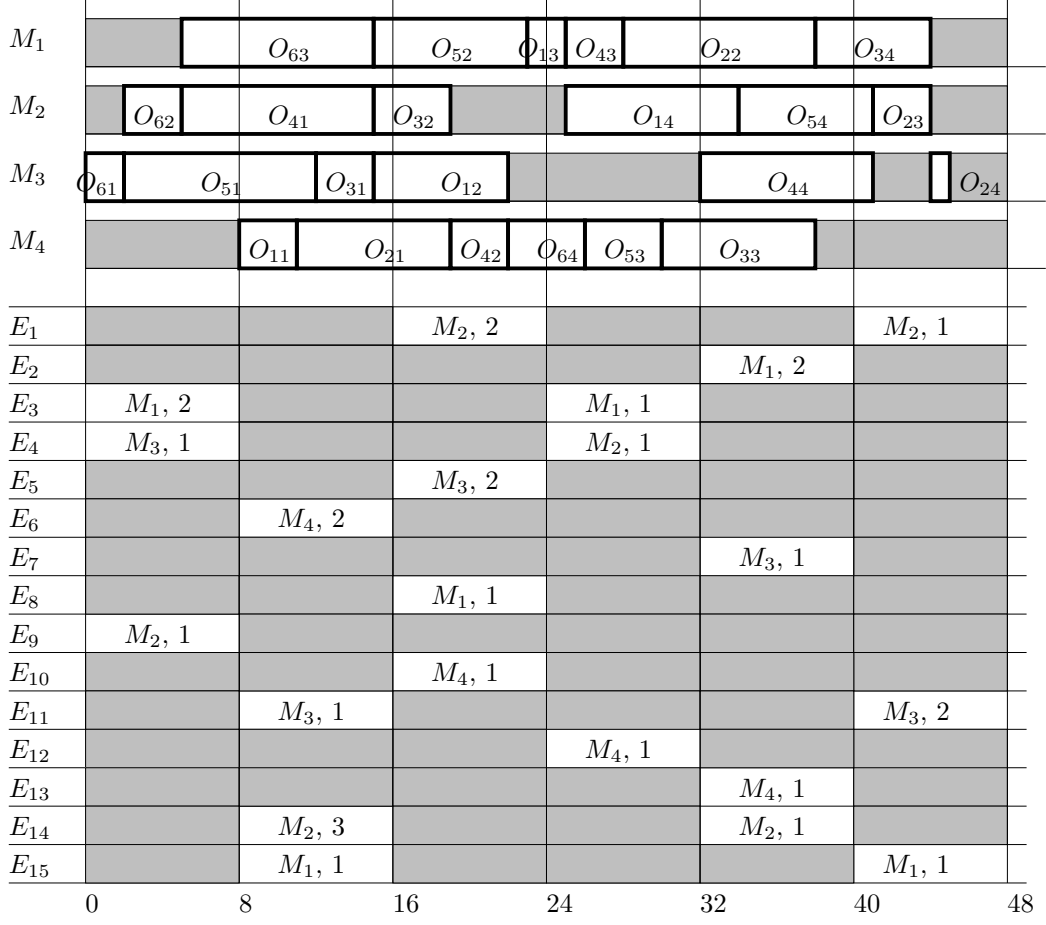 M₁ O₆₃ O₅₂ O₁₃ O₄₃ O₂₂ O₃₄
M₂ O₆₂ O₄₁ O₃₂ O₁₄ O₅₄ O₂₃
M₃ O₆₁ O₅₁ O₃₁ O₁₂ O₄₄ O₂₄
M₄ O₁₁ O₂₁ O₄₂ O₆₄ O₅₃ O₃₃
E₁ M₂, 2 M₂, 1
E₂ M₁, 2
E₃ M₁, 2 M₁, 1
E₄ M₃, 1 M₂, 1
E₅ M₃, 2
E₆ M₄, 2
E₇ M₃, 1
E₈ M₁, 1
E₉ M₂, 1
E₁₀ M₄, 1
E₁₁ M₃, 1 M₃, 2
E₁₂ M₄, 1
E₁₃ M₄, 1
E₁₄ M₂, 3 M₂, 1
E₁₅ M₁, 1 M₁, 1
0 8 16 24 32 40 48